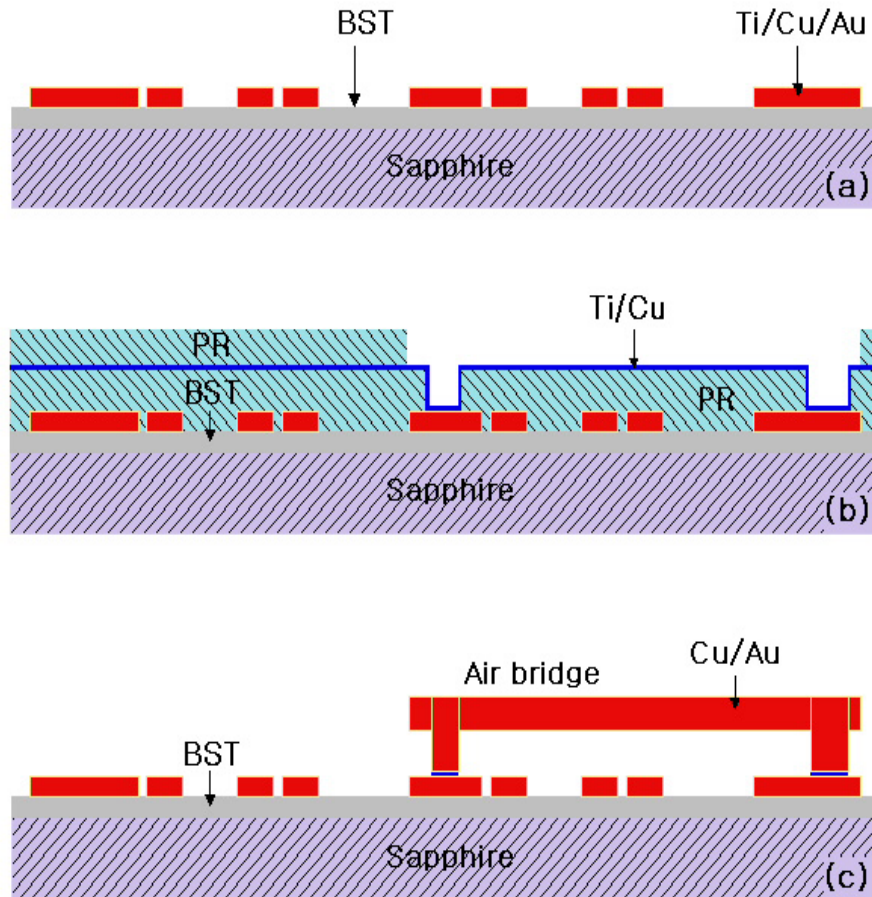 BST
Ti/Cu/Au
Sapphire
(a)
Ti/Cu
PR
BST
PR
Sapphire
(b)
Cu/Au
Air bridge
BST
Sapphire
(c)